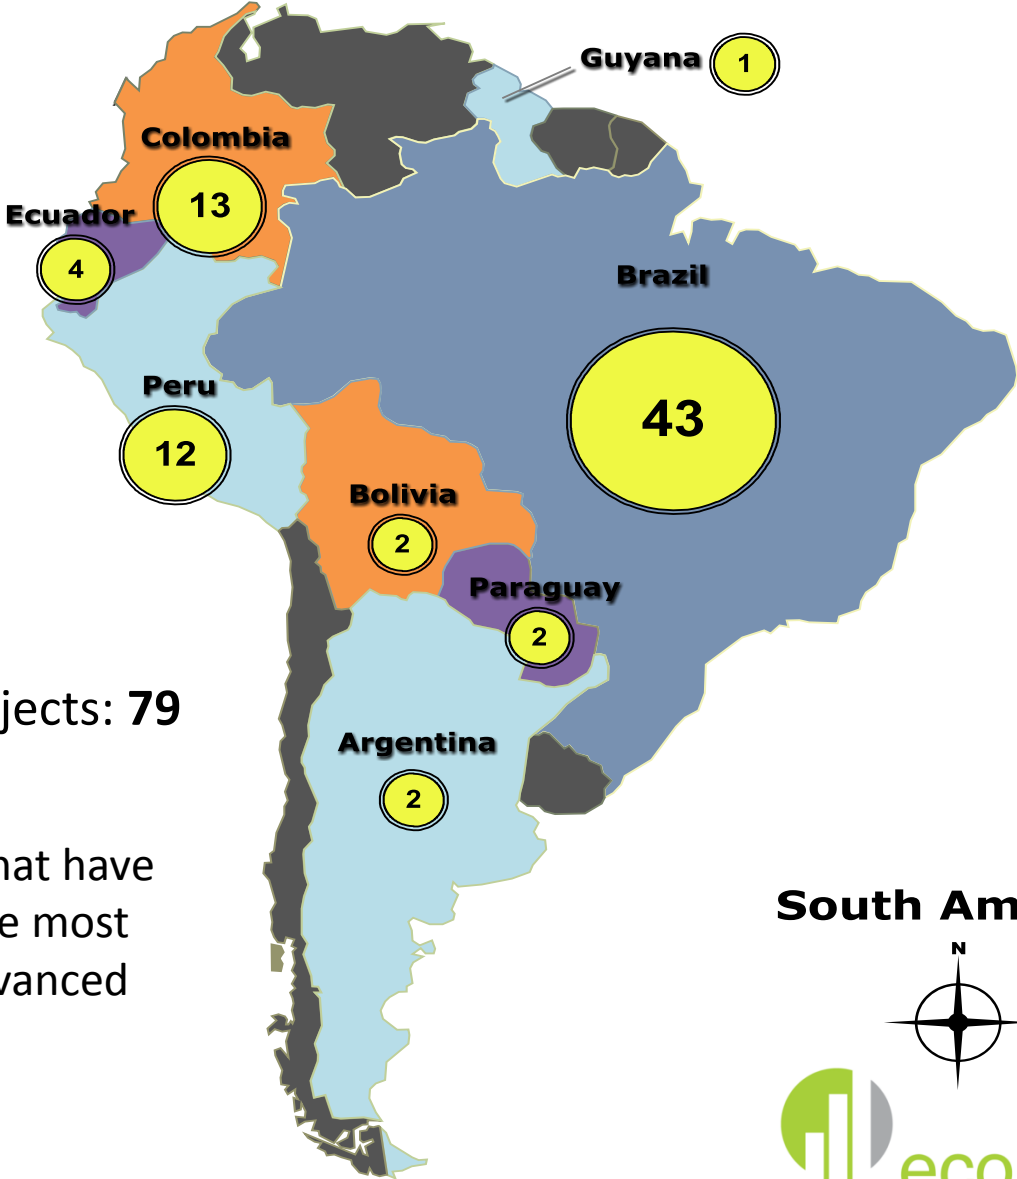 Guyana 1
Colombia
13
Ecuador
4
Brazil
43
Peru
12
Bolivia
2
Paraguay
2
jects: 79
Argentina
2
hat have
e most
vanced
South Am
N
eco